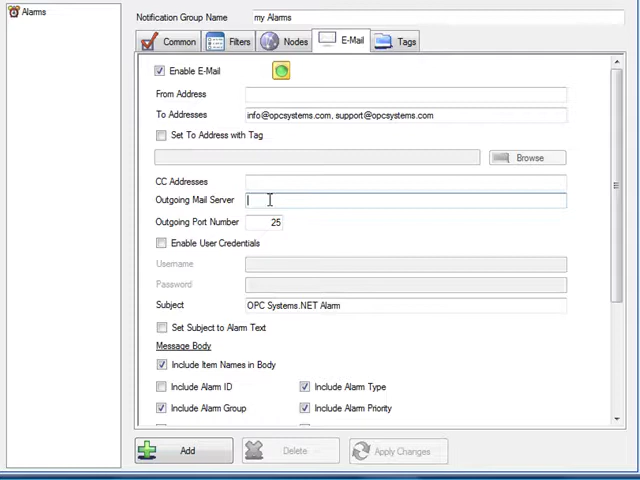 Alarms
Notification Group Name my Alarms
Common Filters Nodes E-Mail Tags
Enable E-Mail
From Address
To Addresses info@opcsystems.com, support@opcsystems.com
Set To Address with Tag
Browse
CC Addresses
Outgoing Mail Server
Outgoing Port Number 25
Enable User Credentials
Username
Password
Subject OPC Systems.NET Alarm
Set Subject to Alarm Text
Message Body
Include Item Names in Body
Include Alarm ID Include Alarm Type
Include Alarm Group Include Alarm Priority
Add Delete Apply Changes